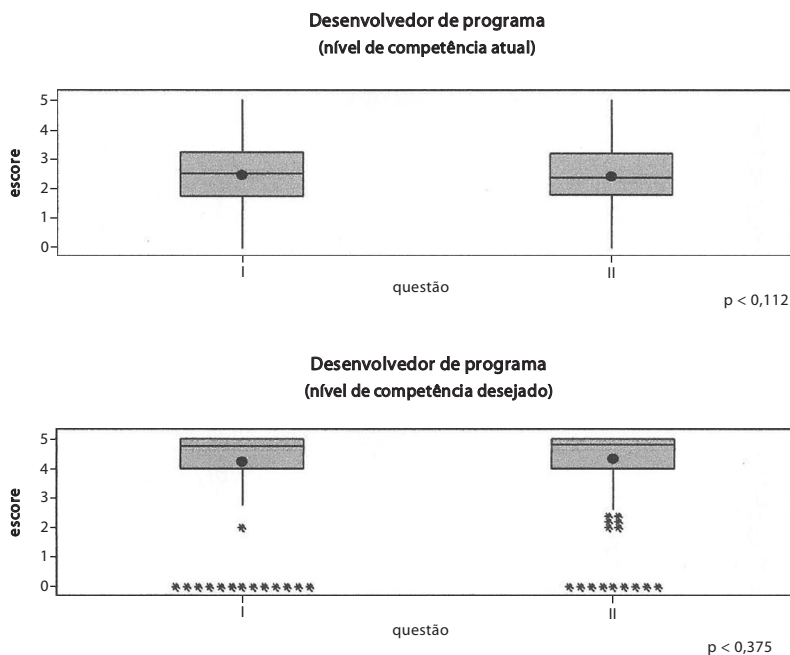 Desenvolvedor de programa
(nível de competência atual)
5
4
3
2
1
0
escore
I
II
questão
p < 0,112
Desenvolvedor de programa
(nível de competência desejado)
5
4
3
2
1
0
escore
I
II
questão
p < 0,375